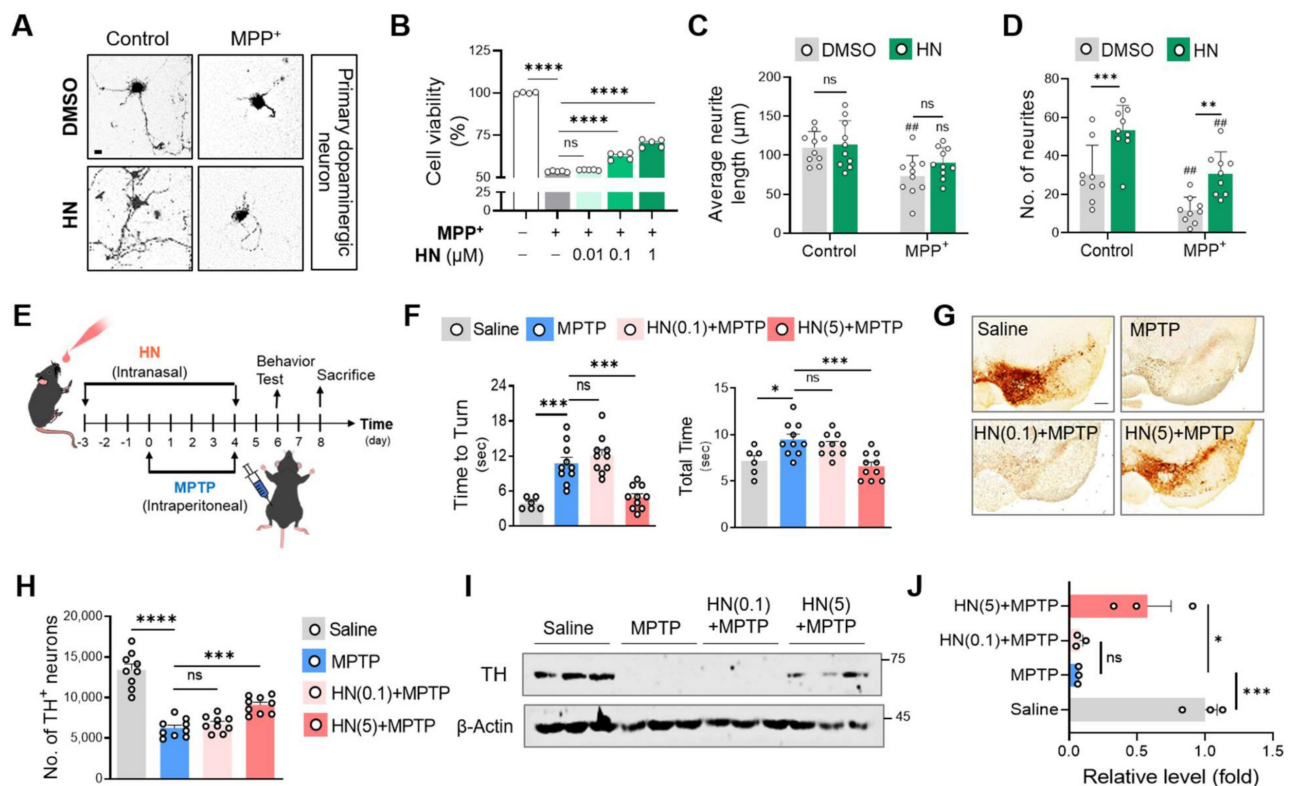 A
Control
MPP⁺
DMSO
HN
Primary dopaminergic
neuron
B
Cell viability
(%)
125
100
75
50
25
0
****
****
****
ns
MPP⁺ – + + + +
HN (µM) – – 0.01 0.1 1
C
DMSO HN
Average neurite
length (µm)
200
150
100
50
0
ns
ns
## ns
Control MPP⁺
D
DMSO HN
No. of neurites
80
60
40
20
0
***
**
##
##
Control MPP⁺
E
HN
(Intranasal)
Behavior
Test
Sacrifice
-3 -2 -1 0 1 2 3 4 5 6 7 8
Time
(day)
MPTP
(Intraperitoneal)
F
Saline MPTP HN(0.1)+MPTP HN(5)+MPTP
Time to Turn
(sec)
24
18
12
6
0
***
ns
***
Total Time
(sec)
15
10
5
0
*
ns
***
G
Saline
MPTP
HN(0.1)+MPTP
HN(5)+MPTP
H
No. of TH⁺ neurons
20,000
15,000
10,000
5,000
0
****
***
ns
Saline
MPTP
HN(0.1)+MPTP
HN(5)+MPTP
I
Saline
MPTP
HN(0.1)
+MPTP
HN(5)
+MPTP
TH
75
β-Actin
45
J
HN(5)+MPTP
HN(0.1)+MPTP
MPTP
Saline
ns
*
***
0.0 0.5 1.0 1.5
Relative level (fold)